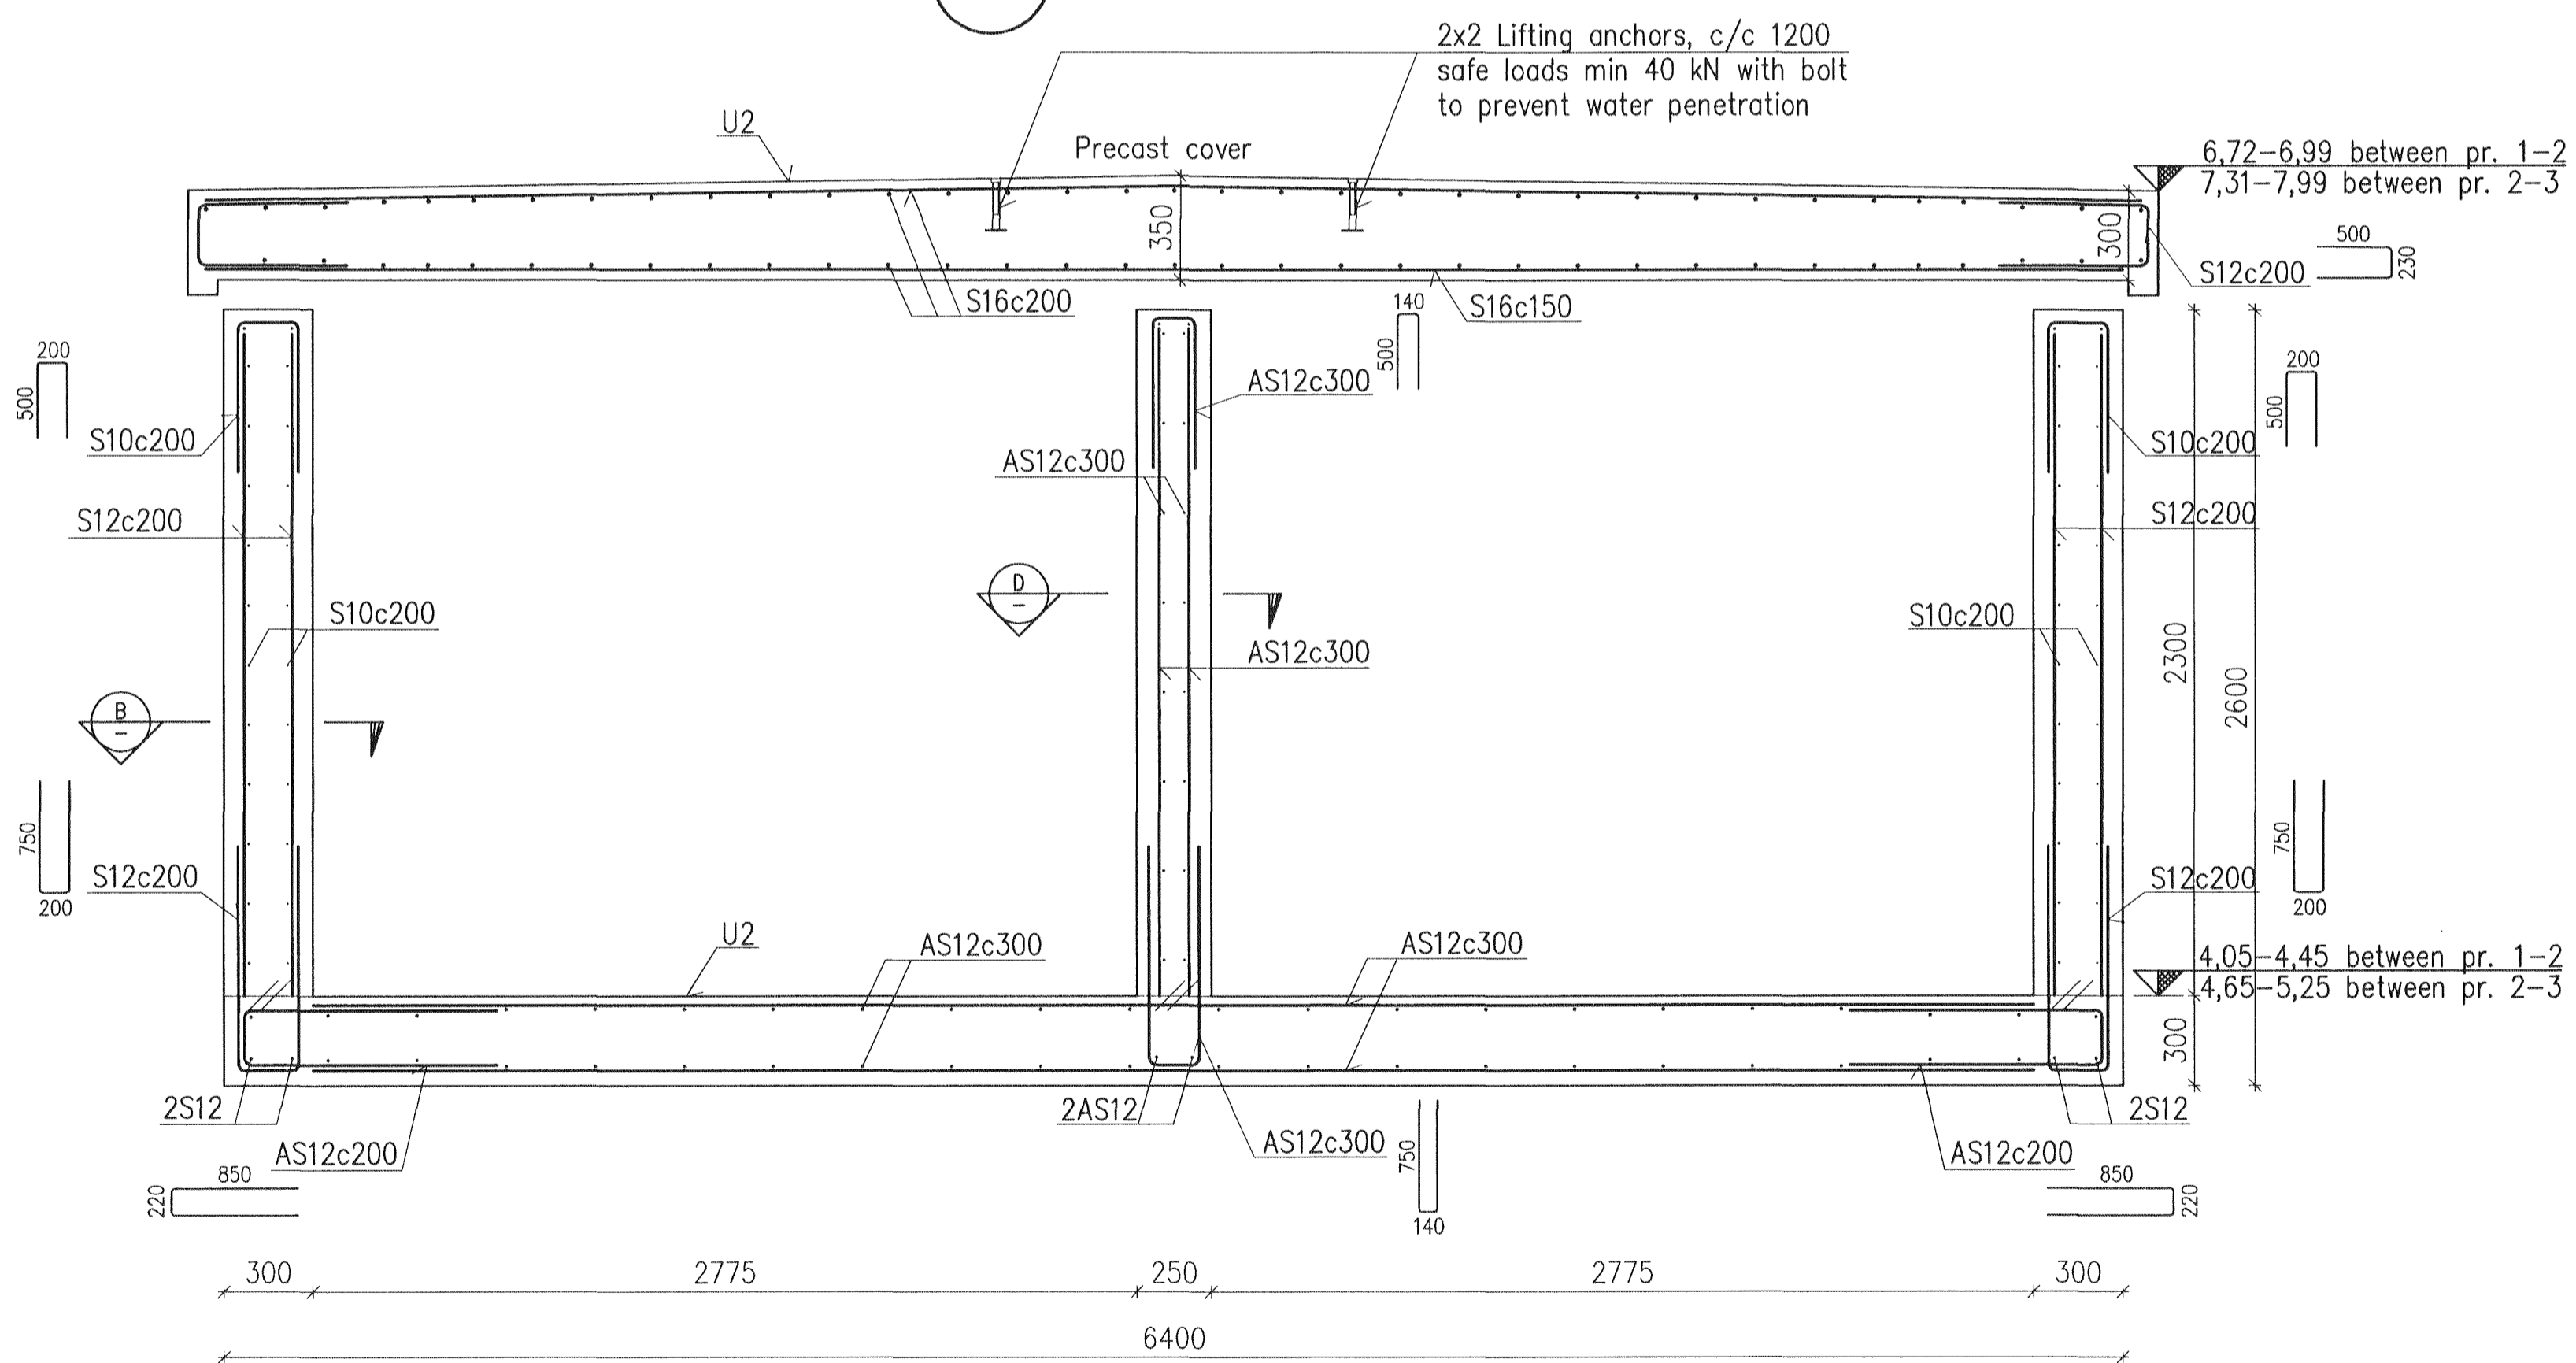 2x2 Lifting anchors, c/c 1200
safe loads min 40 kN with bolt
to prevent water penetration
U2
Precast cover
6,72-6,99 between pr. 1-2
7,31-7,99 between pr. 2-3
350
300
500
230
S12c200
S16c200
140
S16c150
200
500
500
200
500
AS12c300
S10c200
S10c200
AS12c300
S12c200
S12c200
D
-
S10c200
S10c200
AS12c300
2300
2600
B
-
750
750
S12c200
S12c200
200
200
U2
AS12c300
AS12c300
4,05-4,45 between pr. 1-2
4,65-5,25 between pr. 2-3
300
2S12
2AS12
2S12
AS12c200
AS12c300
750
AS12c200
850
850
220
220
140
300
2775
250
2775
300
6400